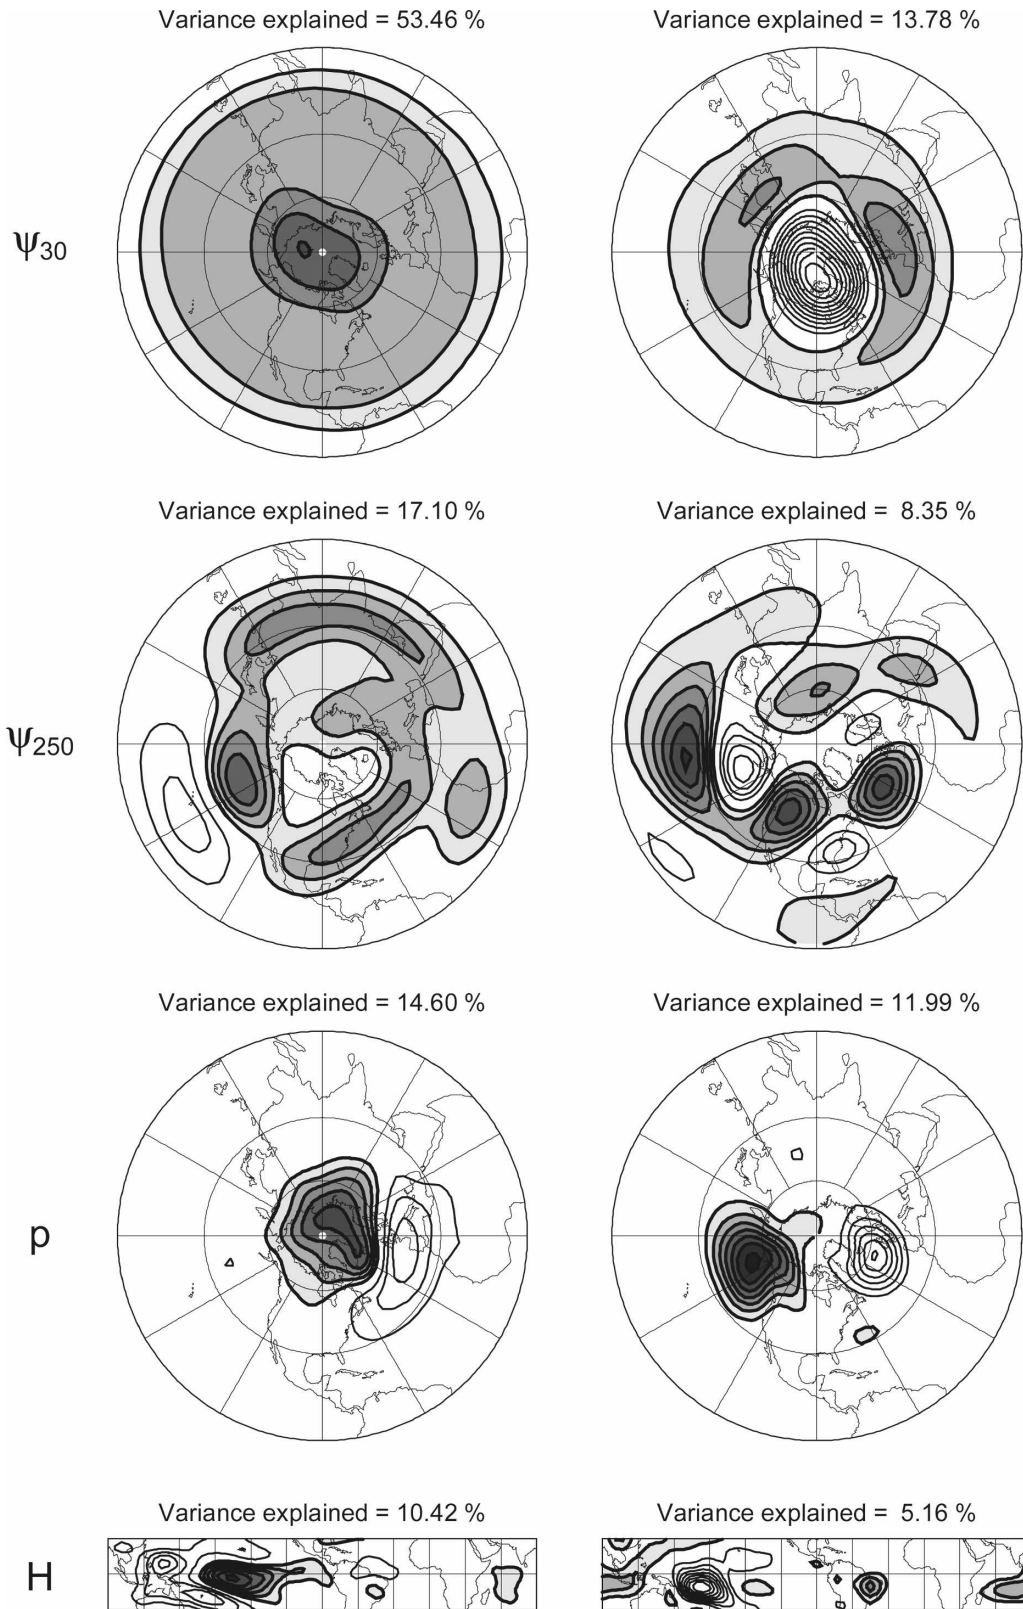 Variance explained = 53.46 %
Variance explained = 13.78 %
ψ30
Variance explained = 17.10 %
Variance explained = 8.35 %
ψ250
Variance explained = 14.60 %
Variance explained = 11.99 %
p
Variance explained = 10.42 %
Variance explained = 5.16 %
H